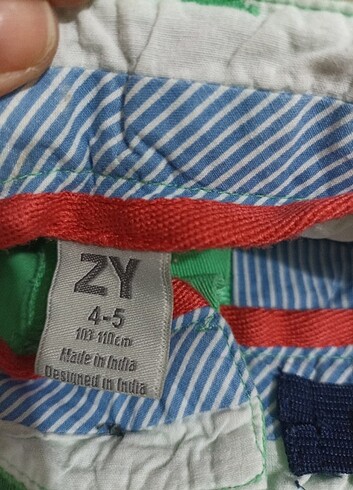 ZY
4-5
103-110cm
Made in India
Designed in India